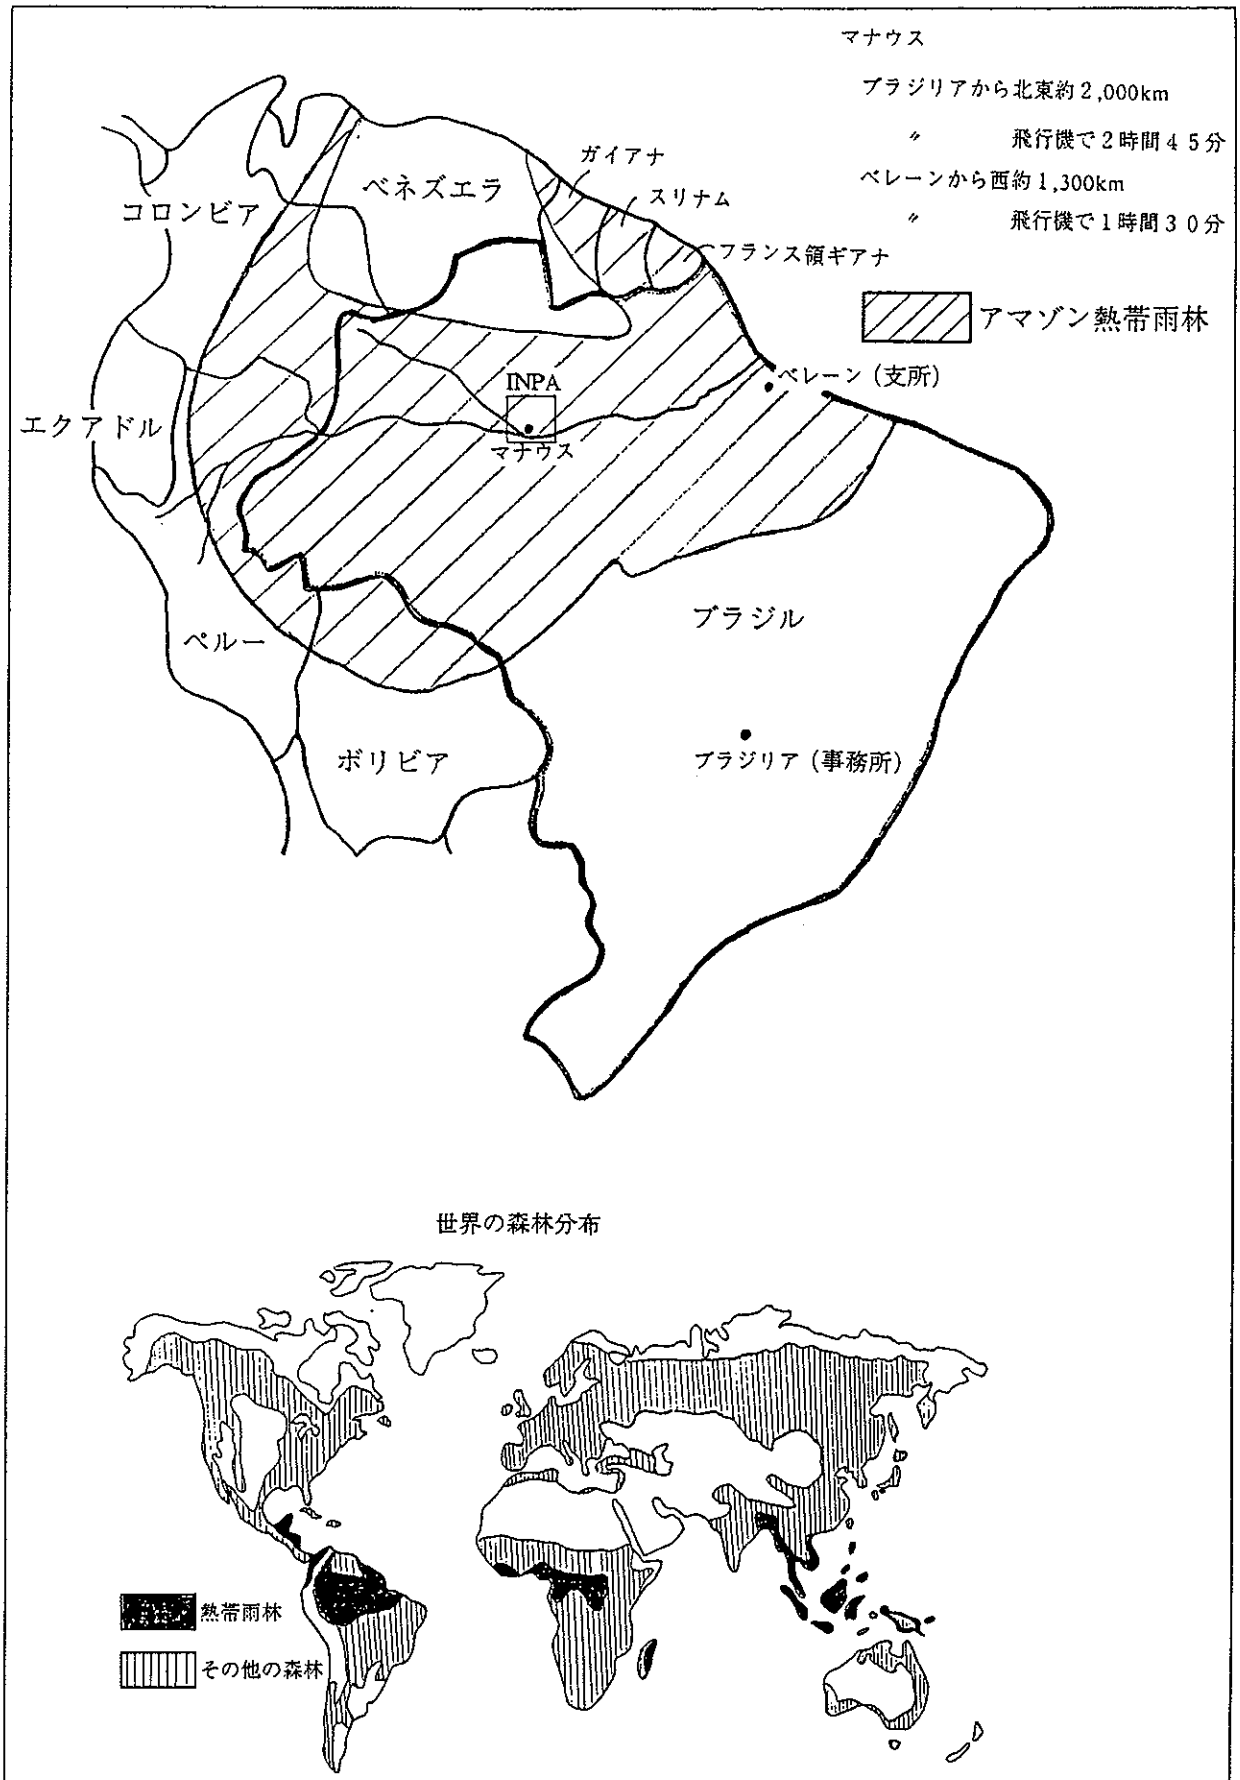 マナウス
ブラジリアから北東約2,000km
〃 飛行機で2時間45分
ベレーンから西約1,300km
〃 飛行機で1時間30分
アマゾン熱帯雨林
ガイアナ
スリナム
フランス領ギアナ
ベネズエラ
コロンビア
エクアドル
INPA
マナウス
ベレーン(支所)
ペルー
ブラジル
ボリビア
ブラジリア(事務所)
世界の森林分布
熱帯雨林
その他の森林